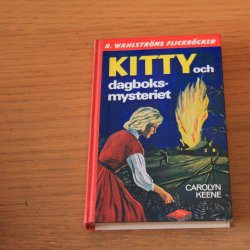 B. WAHLSTRÖMS FLICKBÖCKER
KITTY och
dagboks-
mysteriet
CAROLYN
KEENE